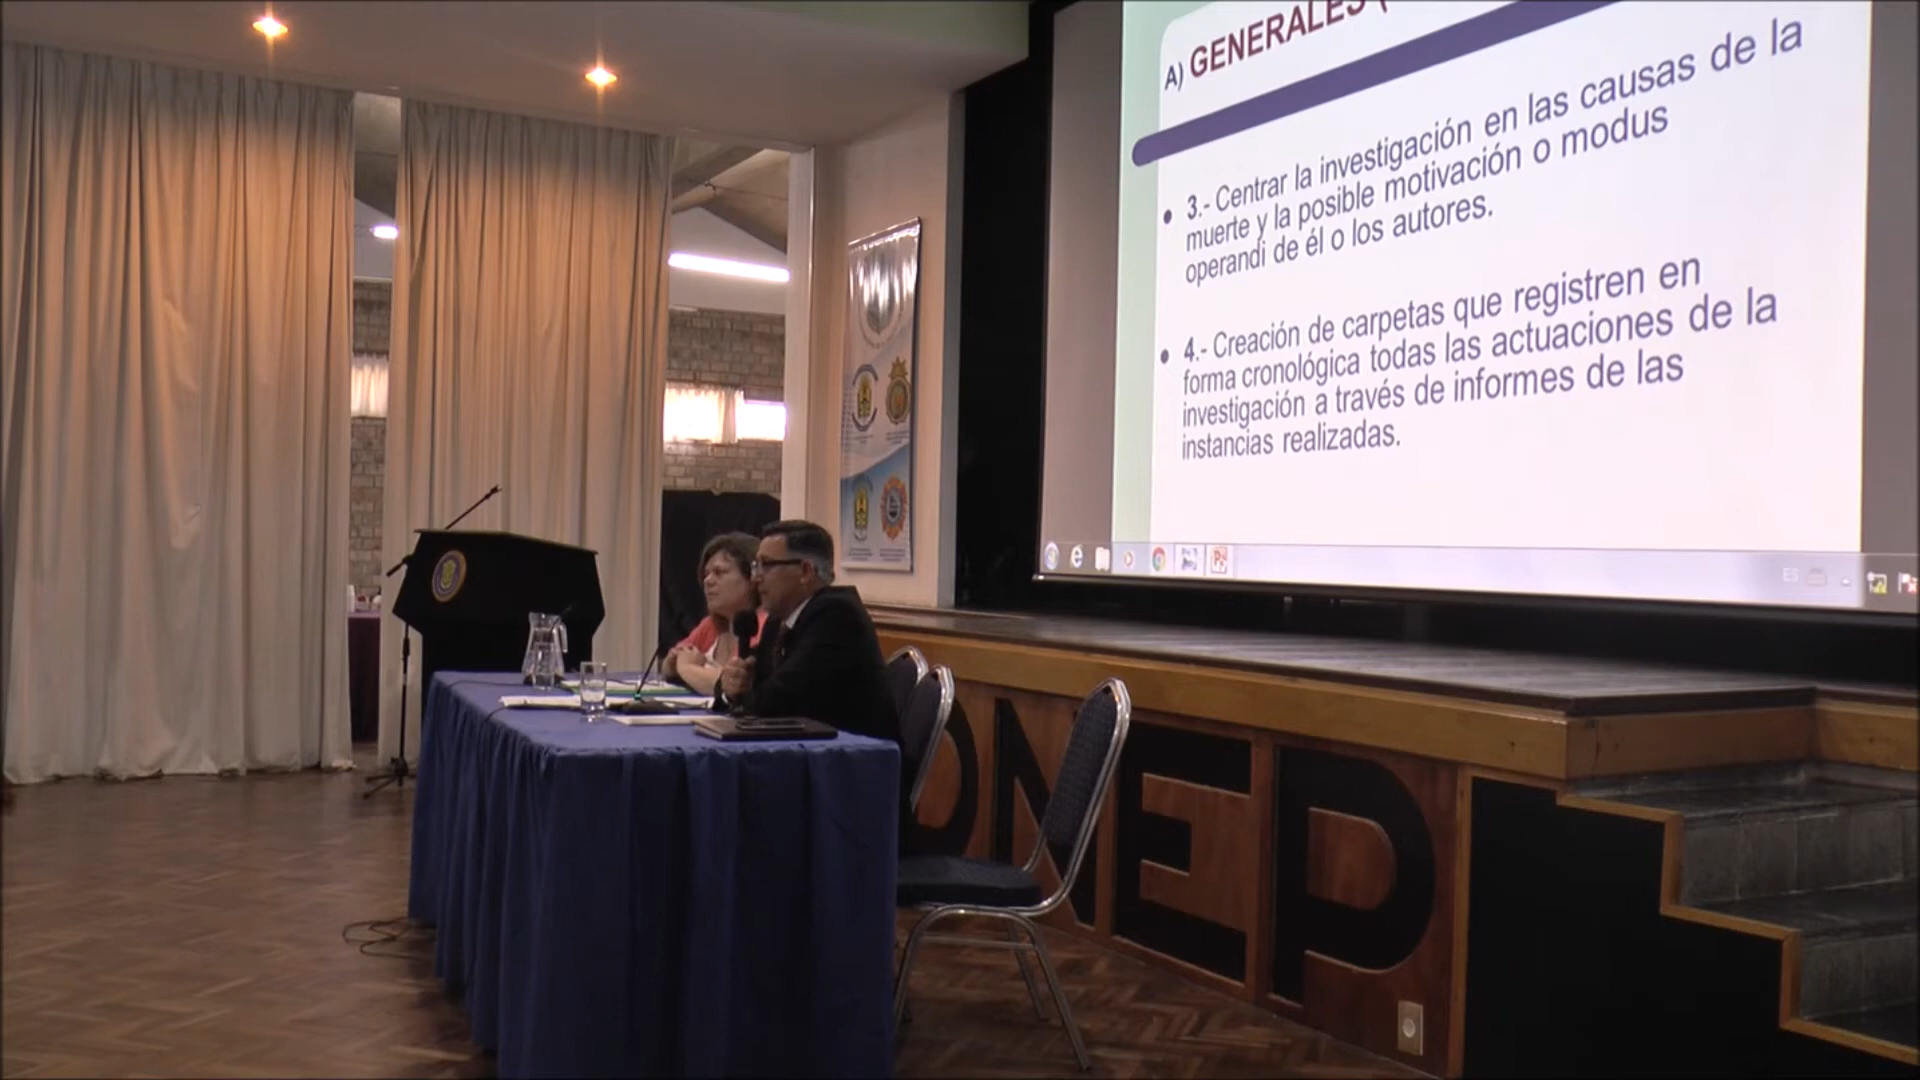 A) GENERALES (
• 3.- Centrar la investigación en las causas de la
muerte y la posible motivación o modus
operandi de él o los autores.
• 4.- Creación de carpetas que registren en
forma cronológica todas las actuaciones de la
investigación a través de informes de las
instancias realizadas.
ES
ONEP